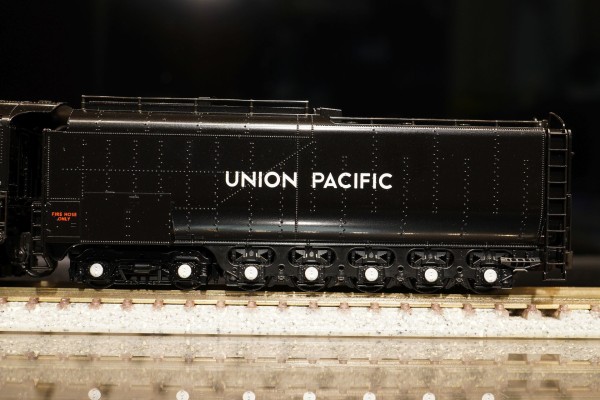 UNION PACIFIC
FIRE HOSE
ONLY